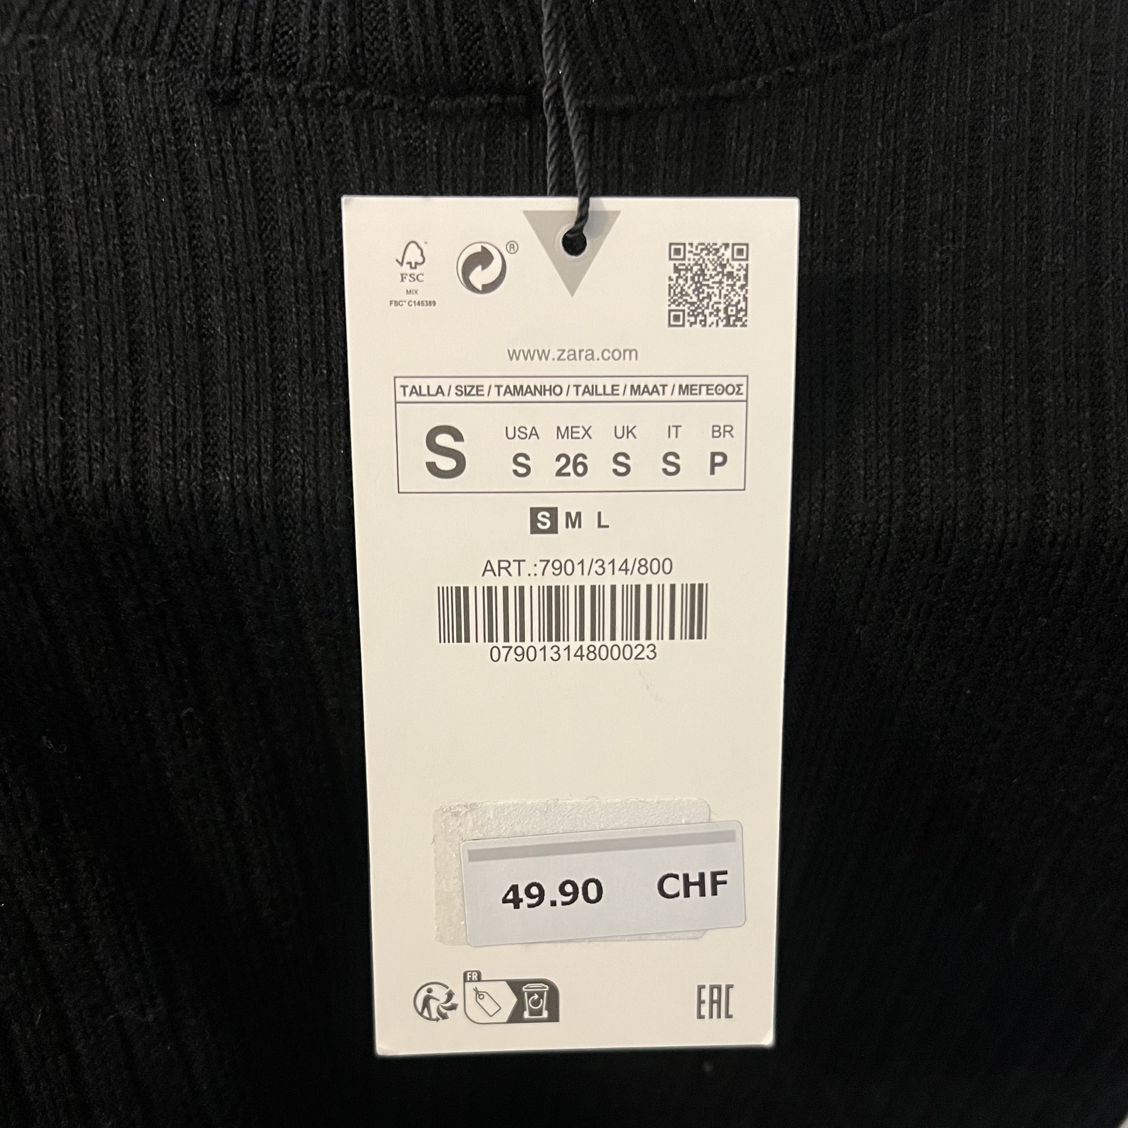 FSC
MIX
FSC™ C145389
®
www.zara.com
TALLA / SIZE / TAMANHO / TAILLE / MAAT / ΜΕΓΕΘΟΣ
S
USA MEX UK IT BR
S 26 S S P
S M L
ART.:7901/314/800
07901314800023
49.90 CHF
FR
EAC